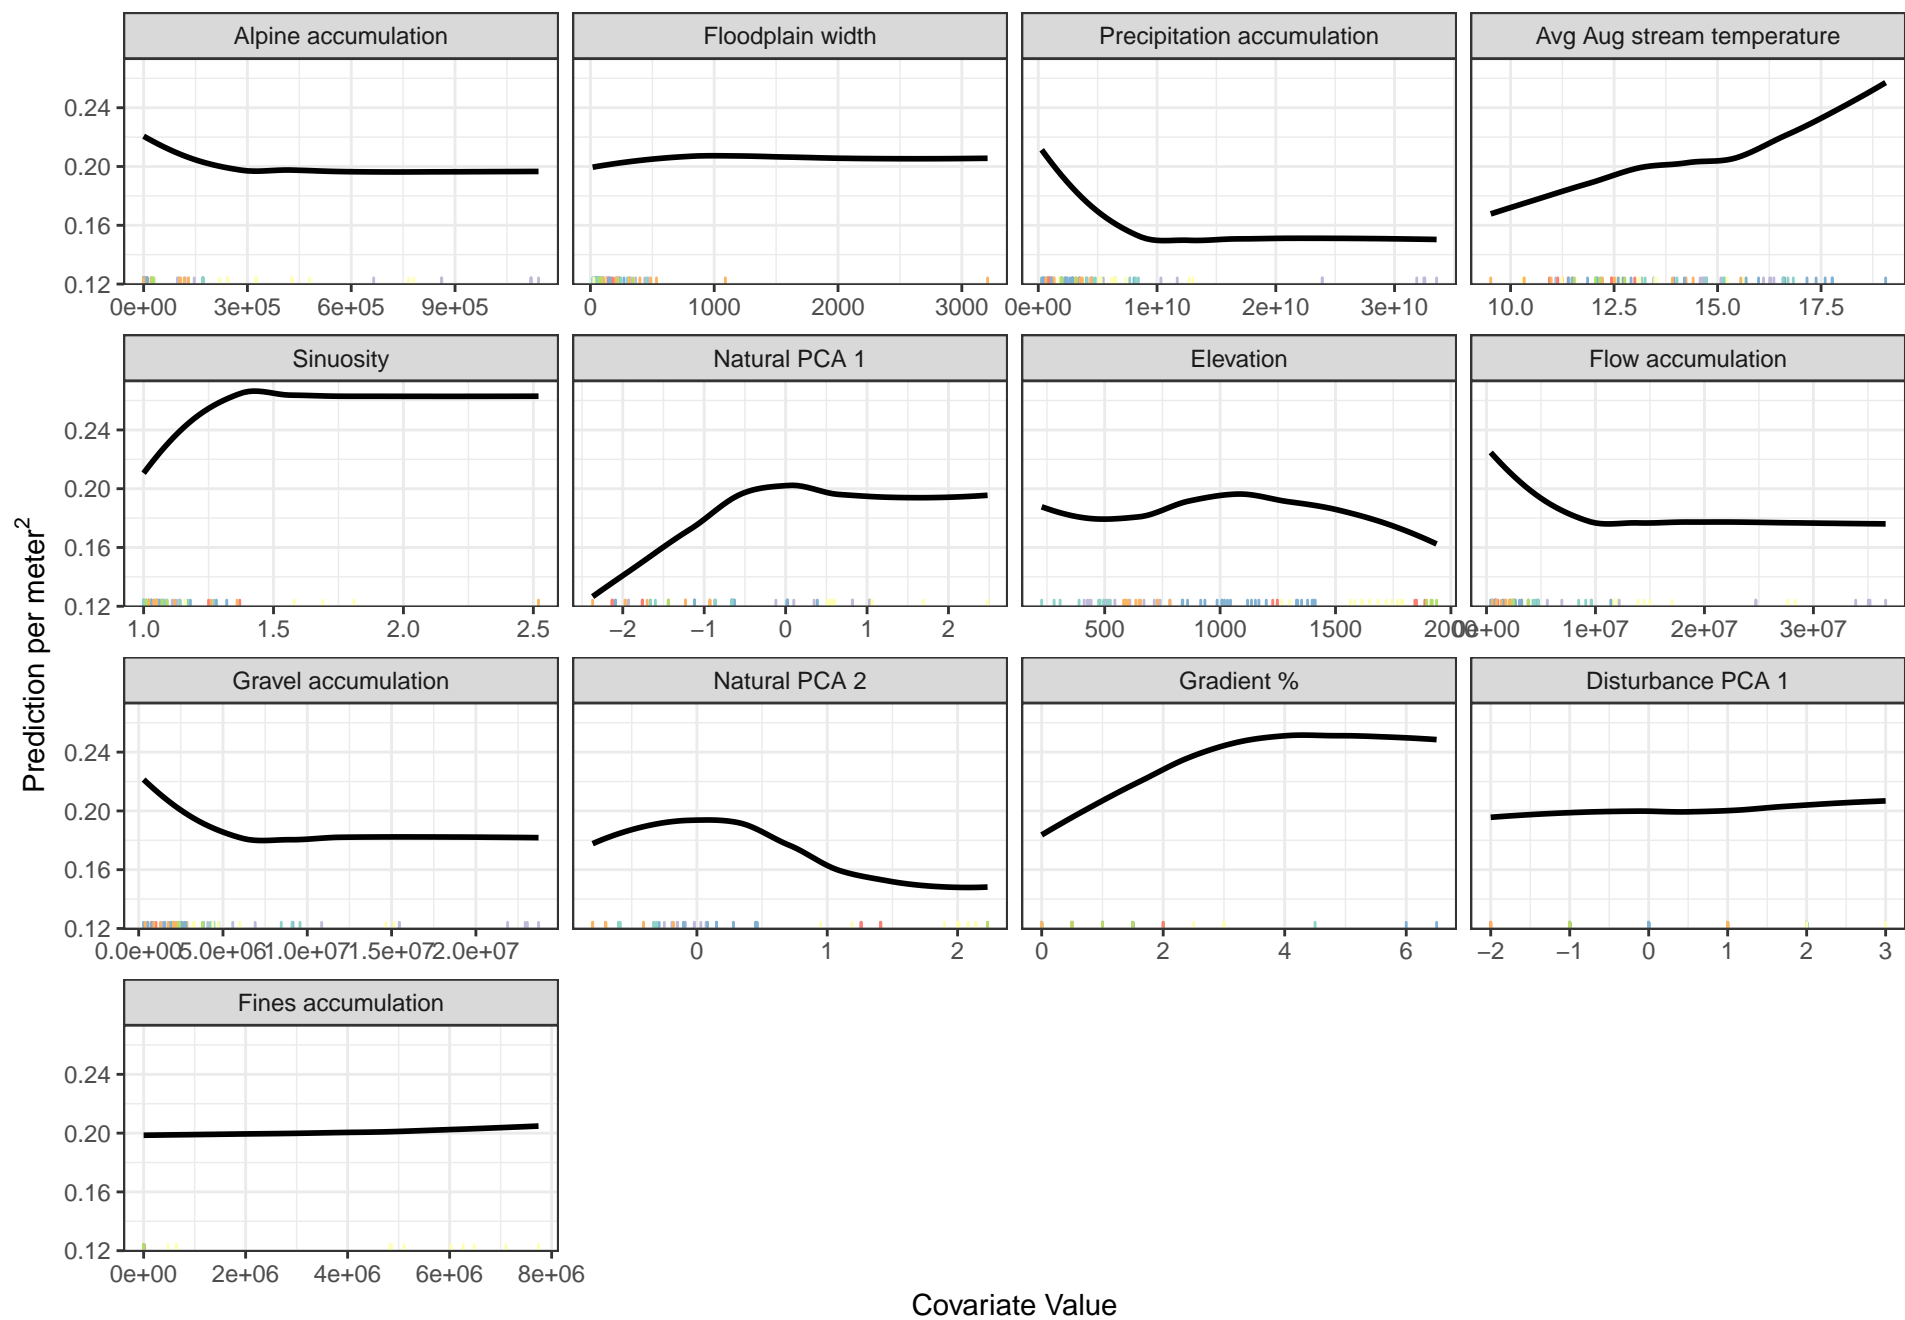 Alpine accumulation Floodplain width Precipitation accumulation Avg Aug stream temperature
0.24
0.20
0.16
0.12
0e+00 3e+05 6e+05 9e+05 0 1000 2000 3000 0e+00 1e+10 2e+10 3e+10 10.0 12.5 15.0 17.5
Sinuosity Natural PCA 1 Elevation Flow accumulation
0.24
0.20
0.16
0.12
1.0 1.5 2.0 2.5 −2 −1 0 1 2 500 1000 1500 2000 0e+00 1e+07 2e+07 3e+07
Prediction per meter²
Gravel accumulation Natural PCA 2 Gradient % Disturbance PCA 1
0.24
0.20
0.16
0.12
0.0e+00 5.0e+06 1.0e+07 1.5e+07 2.0e+07 0 1 2 0 2 4 6 −2 −1 0 1 2 3
Fines accumulation
0.24
0.20
0.16
0.12
0e+00 2e+06 4e+06 6e+06 8e+06
Covariate Value